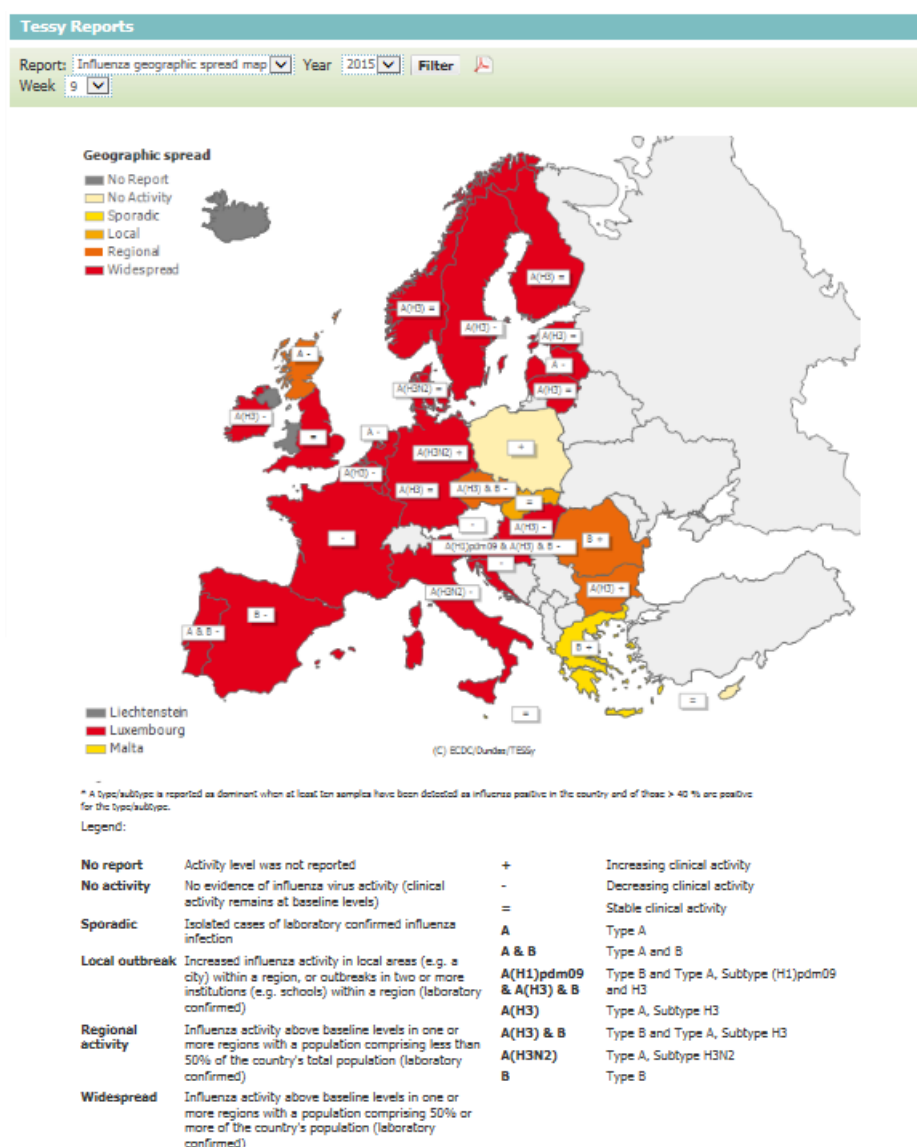 Tessy Reports
Report: Influenza geographic spread map Year 2015 Filter
Week 9
Geographic spread
No Report
No Activity
Sporadic
Local
Regional
Widespread
A(H3) =
A(H3) =
A(H3) -
A(H3) =
A -
A -
A(H3N2) =
A(H3) =
A(H3) -
=
A -
A(H3N2) +
+
A(H3) -
A(H3) =
A(H3) & B -
=
-
-
A(H3) -
B +
A(H1)pdm09 & A(H3) & B -
-
A(H3N2) -
A(H3) +
B -
A & B -
=
=
Liechtenstein
Luxembourg
Malta
(C) ECDC/Dundas/TESSy
* A type/subtype is reported as dominant when at least ten samples have been detected as influenza positive in the country and of those > 40 % are positive
for the type/subtype.
Legend:
No report Activity level was not reported
No activity No evidence of influenza virus activity (clinical
activity remains at baseline levels)
Sporadic Isolated cases of laboratory confirmed influenza
infection
Local outbreak Increased influenza activity in local areas (e.g. a
city) within a region, or outbreaks in two or more
institutions (e.g. schools) within a region (laboratory
confirmed)
Regional Influenza activity above baseline levels in one or
activity more regions with a population comprising less than
50% of the country's total population (laboratory
confirmed)
Widespread Influenza activity above baseline levels in one or
more regions with a population comprising 50% or
more of the country's population (laboratory
confirmed)
+ Increasing clinical activity
- Decreasing clinical activity
= Stable clinical activity
A Type A
A & B Type A and B
A(H1)pdm09 Type B and Type A, Subtype (H1)pdm09
& A(H3) & B and H3
A(H3) Type A, Subtype H3
A(H3) & B Type B and Type A, Subtype H3
A(H3N2) Type A, Subtype H3N2
B Type B